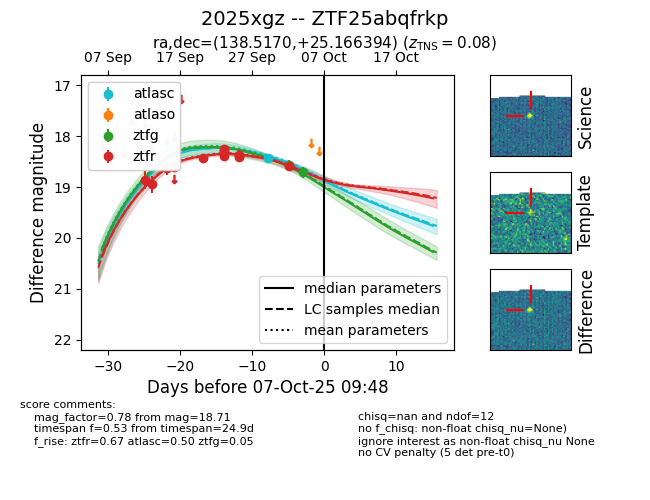 2025xgz -- ZTF25abqfrkp
ra,dec=(138.5170,+25.166394) (z_TNS = 0.08)
07 Sep 17 Sep 27 Sep 07 Oct 17 Oct
17
18
19
20
21
22
Difference magnitude
atlasc
atlaso
ztfg
ztfr
median parameters
LC samples median
mean parameters
−30 −20 −10 0 10
Days before 07-Oct-25 09:48
Science
Template
Difference
score comments:
mag_factor=0.78 from mag=18.71
timespan f=0.53 from timespan=24.9d
f_rise: ztfr=0.67 atlasc=0.50 ztfg=0.05
chisq=nan and ndof=12
no f_chisq: non-float chisq_nu=None)
ignore interest as non-float chisq_nu None
no CV penalty (5 det pre-t0)